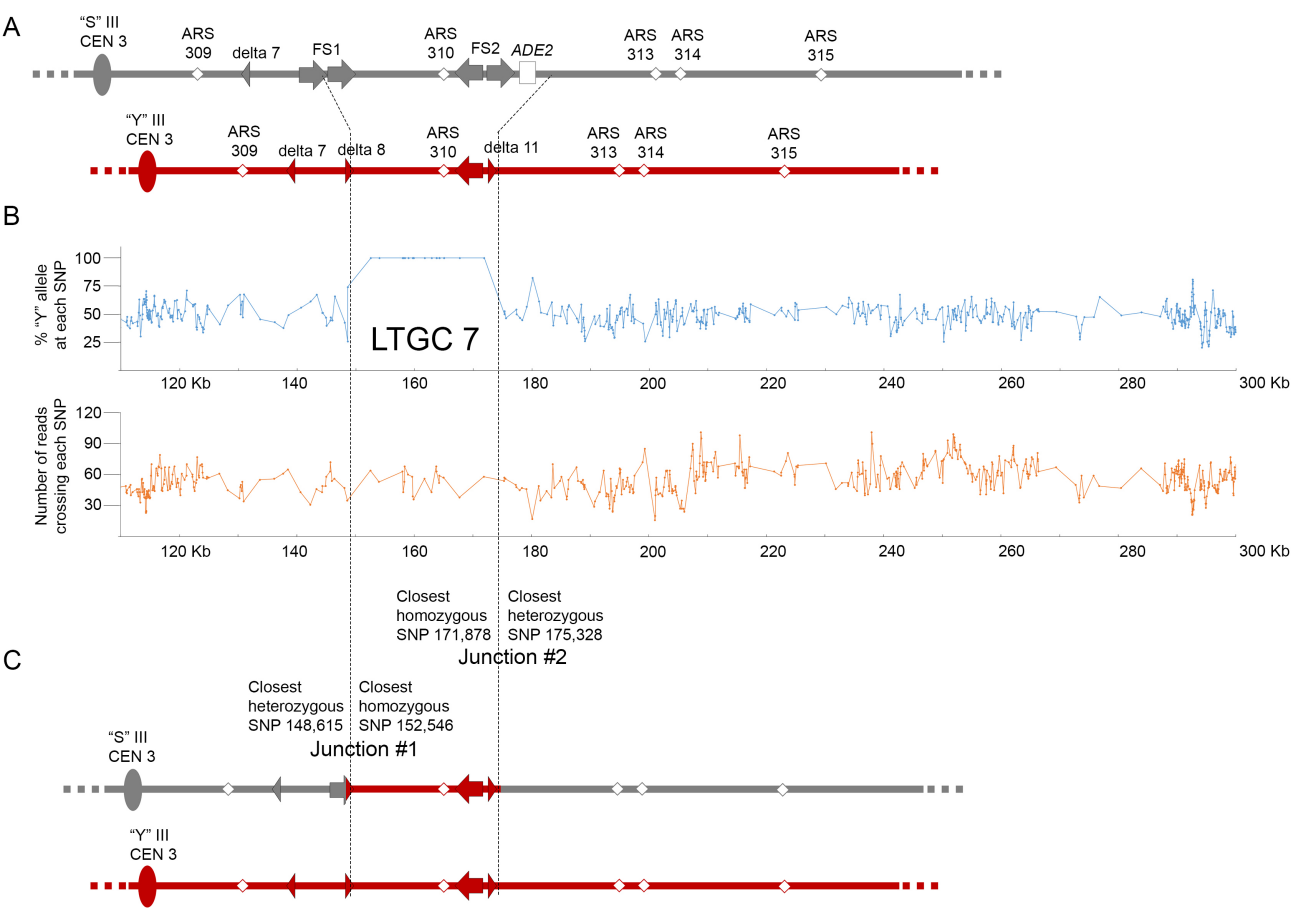 A
“S” III
CEN 3
ARS
309
delta 7
FS1
ARS
310
FS2
ADE2
ARS
313
ARS
314
ARS
315
“Y” III
CEN 3
ARS
309
delta 7
delta 8
ARS
310
delta 11
ARS
313
ARS
314
ARS
315
B
% “Y” allele
at each SNP
100
75
50
25
LTGC 7
120 Kb 140 160 180 200 220 240 260 280 300 Kb
Number of reads
crossing each SNP
120
90
60
30
120 Kb 140 160 180 200 220 240 260 280 300 Kb
Closest
homozygous
SNP 171,878
Closest
heterozygous
SNP 175,328
Junction #2
C
Closest
heterozygous
SNP 148,615
Closest
homozygous
SNP 152,546
Junction #1
“S” III
CEN 3
“Y” III
CEN 3